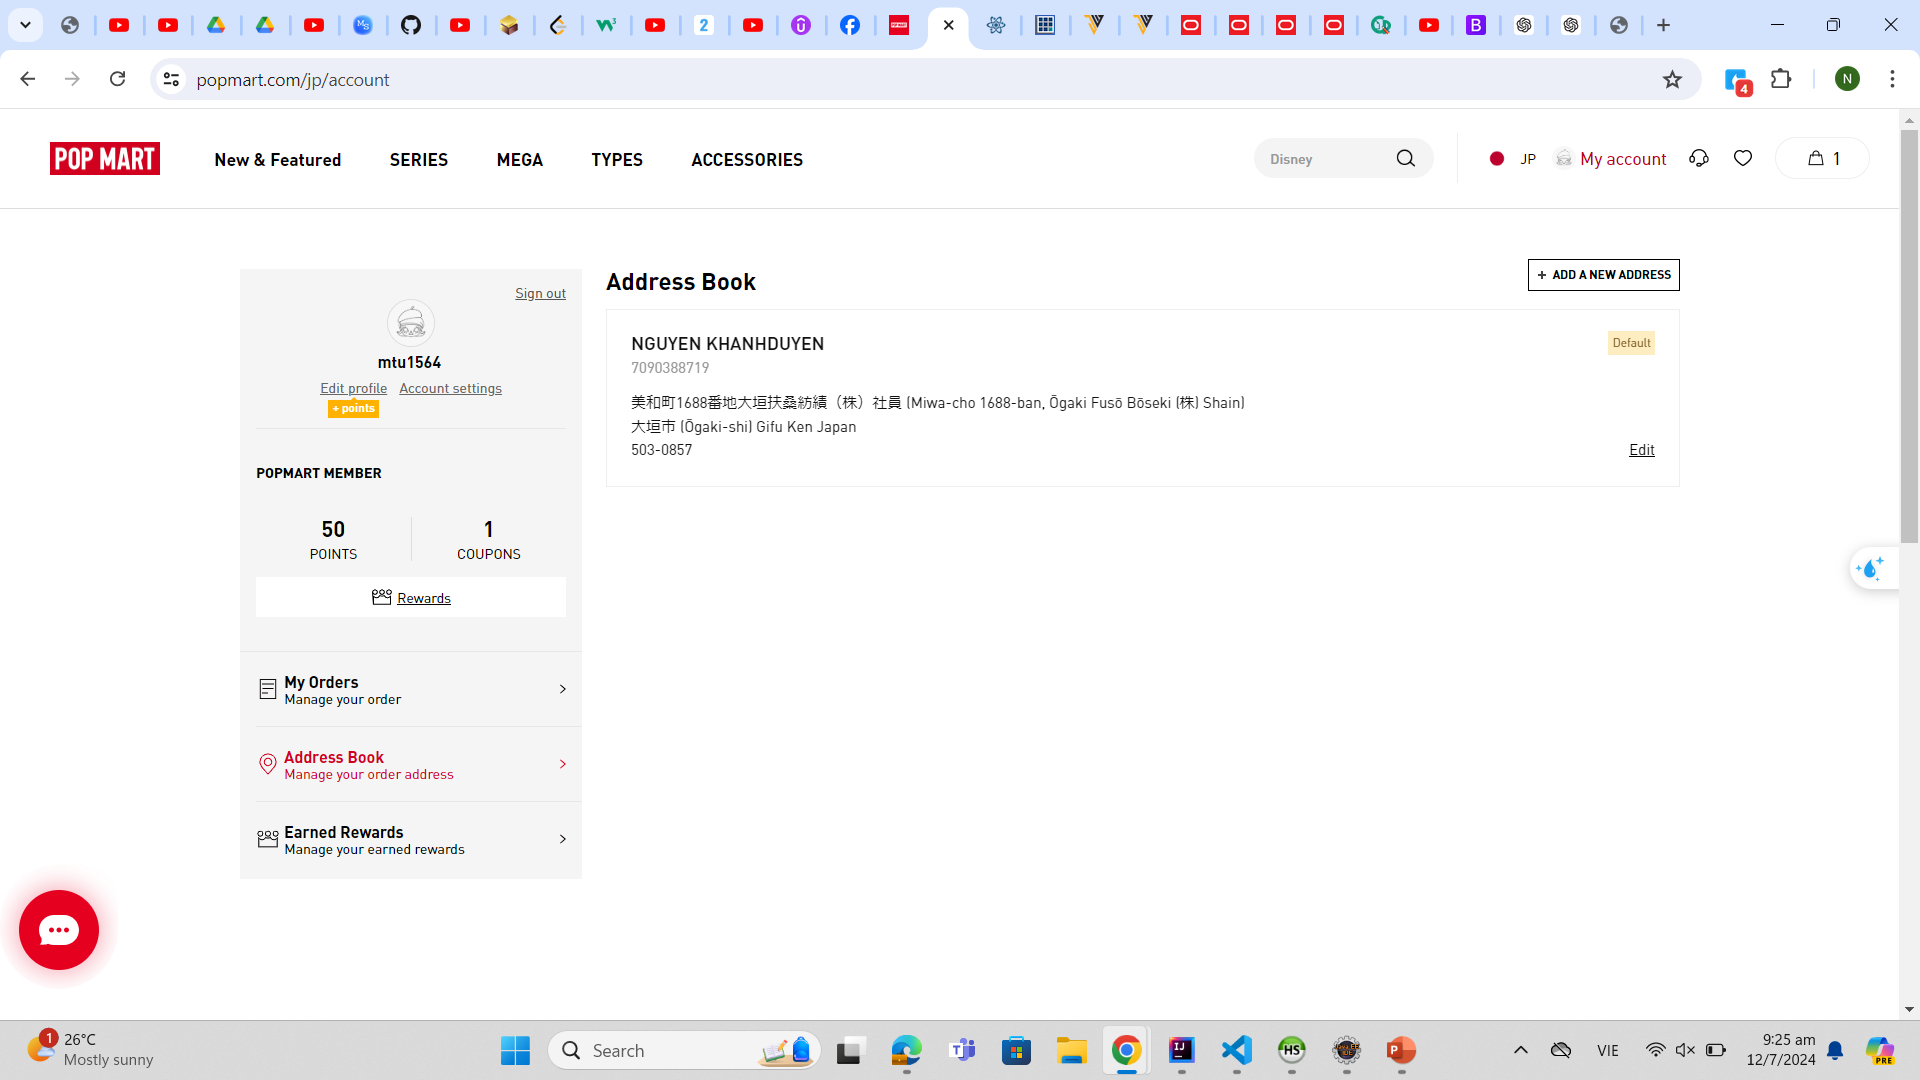 popmart.com/jp/account
4
N
POP MART
New & Featured
SERIES
MEGA
TYPES
ACCESSORIES
Disney
JP
My account
1
Sign out
mtu1564
Edit profile
Account settings
+ points
POPMART MEMBER
50
POINTS
1
COUPONS
Rewards
My Orders
Manage your order
Address Book
Manage your order address
Earned Rewards
Manage your earned rewards
Address Book
+ ADD A NEW ADDRESS
NGUYEN KHANHDUYEN
Default
7090388719
美和町1688番地大垣扶桑紡績（株）社員 (Miwa-cho 1688-ban, Ōgaki Fusō Bōseki (株) Shain)
大垣市 (Ōgaki-shi) Gifu Ken Japan
503-0857
Edit
1
26°C
Mostly sunny
Search
VIE
9:25 am
12/7/2024
PRE